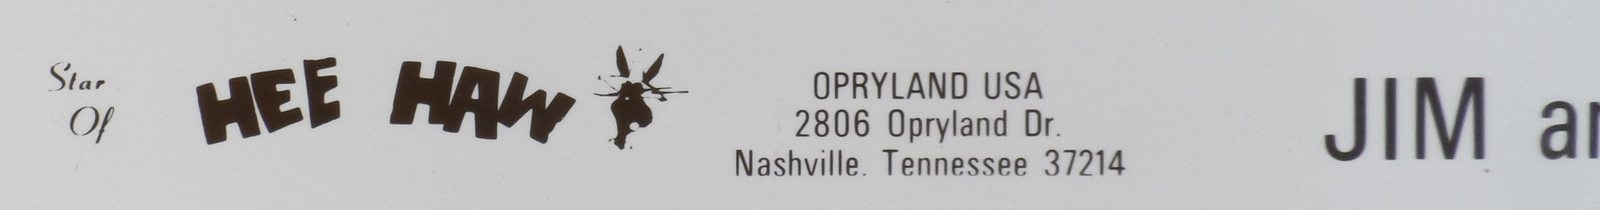 Star
Of
HEE HAW
OPRYLAND USA
2806 Opryland Dr.
Nashville. Tennessee 37214
JIM